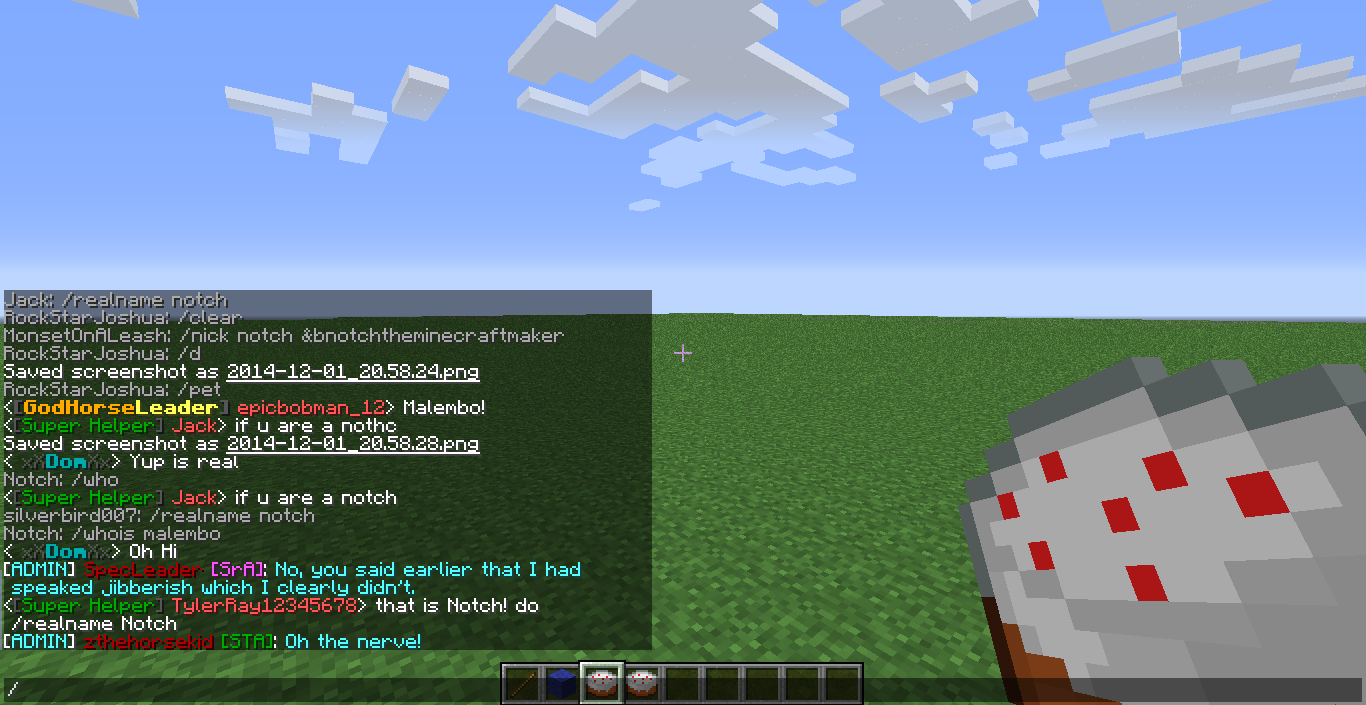 Jack: /realname notch
RockStarJoshua: /clear
MonsetOnALeash: /nick notch &bnotchtheminecraftmaker
RockStarJoshua: /d
Saved screenshot as 2014-12-01_20.58.24.png
RockStarJoshua: /pet
<[GodHorseLeader] epicbobman_12> Malembo!
<[Super Helper] Jack> if u are a nothc
Saved screenshot as 2014-12-01_20.58.28.png
< xXDomXx> Yup is real
Notch: /who
<[Super Helper] Jack> if u are a notch
silverbird007: /realname notch
Notch: /whois malembo
< xXDomXx> Oh Hi
[ADMIN] SpecLeader [SrA]: No, you said earlier that I had
speaked jibberish which I clearly didn't.
<[Super Helper] TylerRay12345678> that is Notch! do
/realname Notch
[ADMIN] zthehorsekid [STA]: Oh the nerve!
/